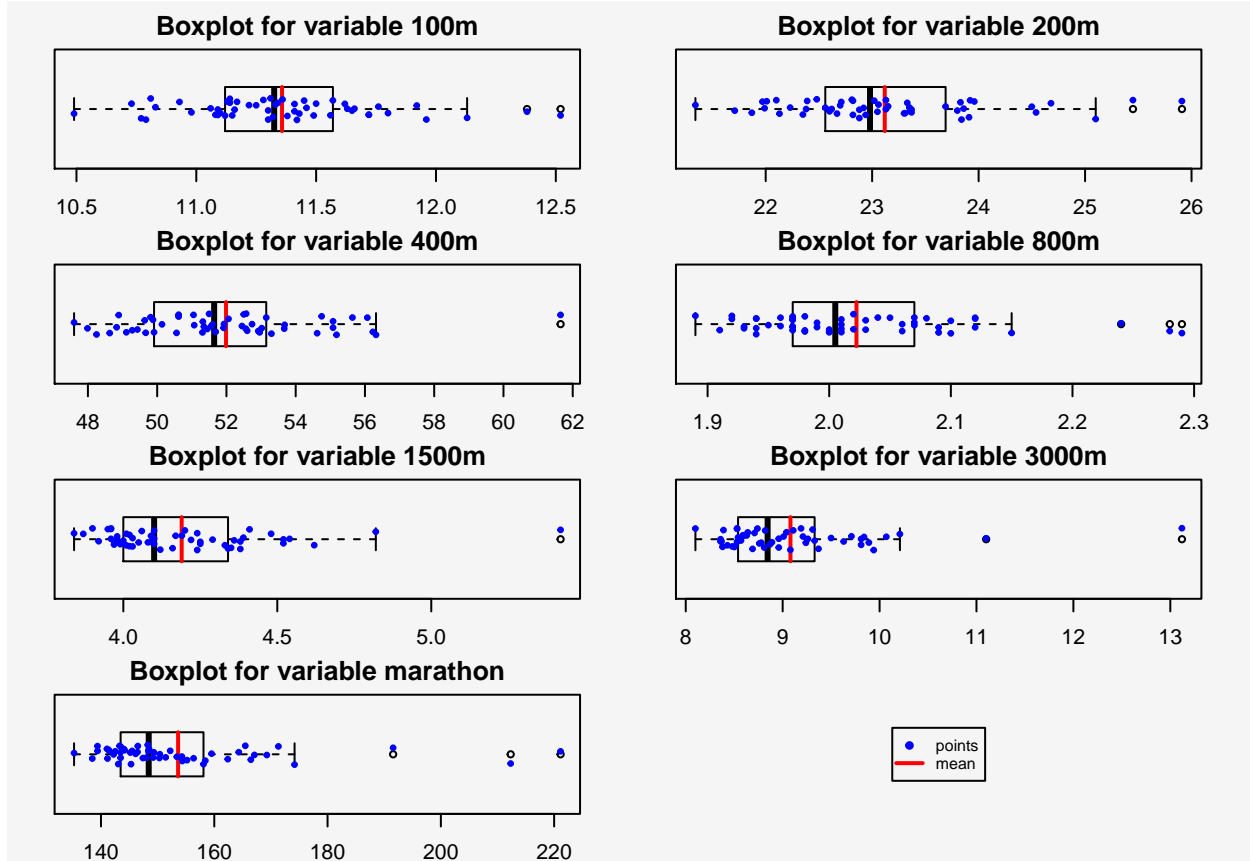 Boxplot for variable 100m
10.5 11.0 11.5 12.0 12.5
Boxplot for variable 200m
22 23 24 25 26
Boxplot for variable 400m
48 50 52 54 56 58 60 62
Boxplot for variable 800m
1.9 2.0 2.1 2.2 2.3
Boxplot for variable 1500m
4.0 4.5 5.0
Boxplot for variable 3000m
8 9 10 11 12 13
Boxplot for variable marathon
140 160 180 200 220
points
mean